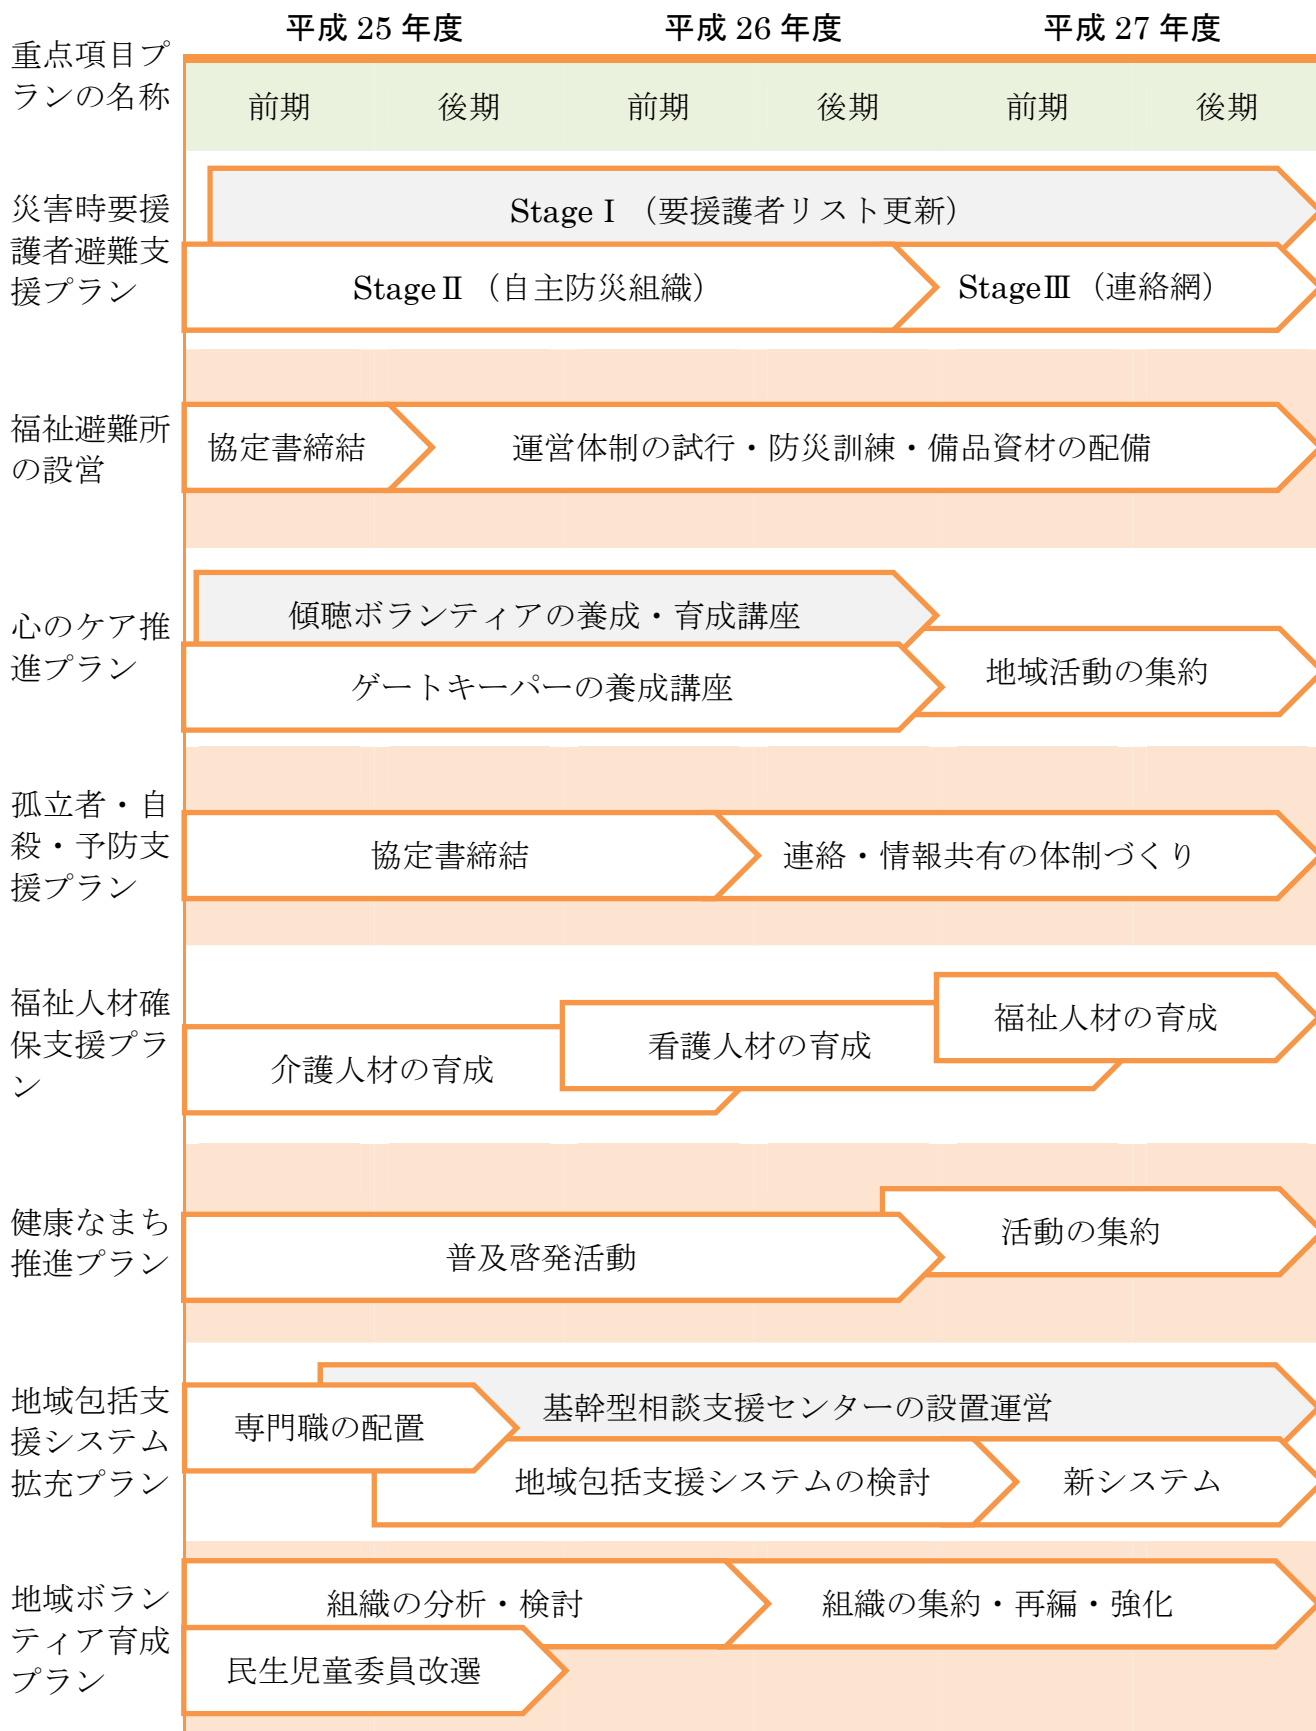 平成 25 年度
平成 26 年度
平成 27 年度
重点項目プ
ランの名称
前期
後期
前期
後期
前期
後期
災害時要援
護者避難支
援プラン
Stage Ⅰ （要援護者リスト更新）
Stage Ⅱ （自主防災組織）
StageⅢ（連絡網）
福祉避難所
の設営
協定書締結
運営体制の試行・防災訓練・備品資材の配備
心のケア推
進プラン
傾聴ボランティアの養成・育成講座
ゲートキーパーの養成講座
地域活動の集約
孤立者・自
殺・予防支
援プラン
協定書締結
連絡・情報共有の体制づくり
福祉人材確
保支援プラ
ン
介護人材の育成
看護人材の育成
福祉人材の育成
健康なまち
推進プラン
普及啓発活動
活動の集約
地域包括支
援システム
拡充プラン
専門職の配置
基幹型相談支援センターの設置運営
地域包括支援システムの検討
新システム
地域ボラン
ティア育成
プラン
組織の分析・検討
組織の集約・再編・強化
民生児童委員改選